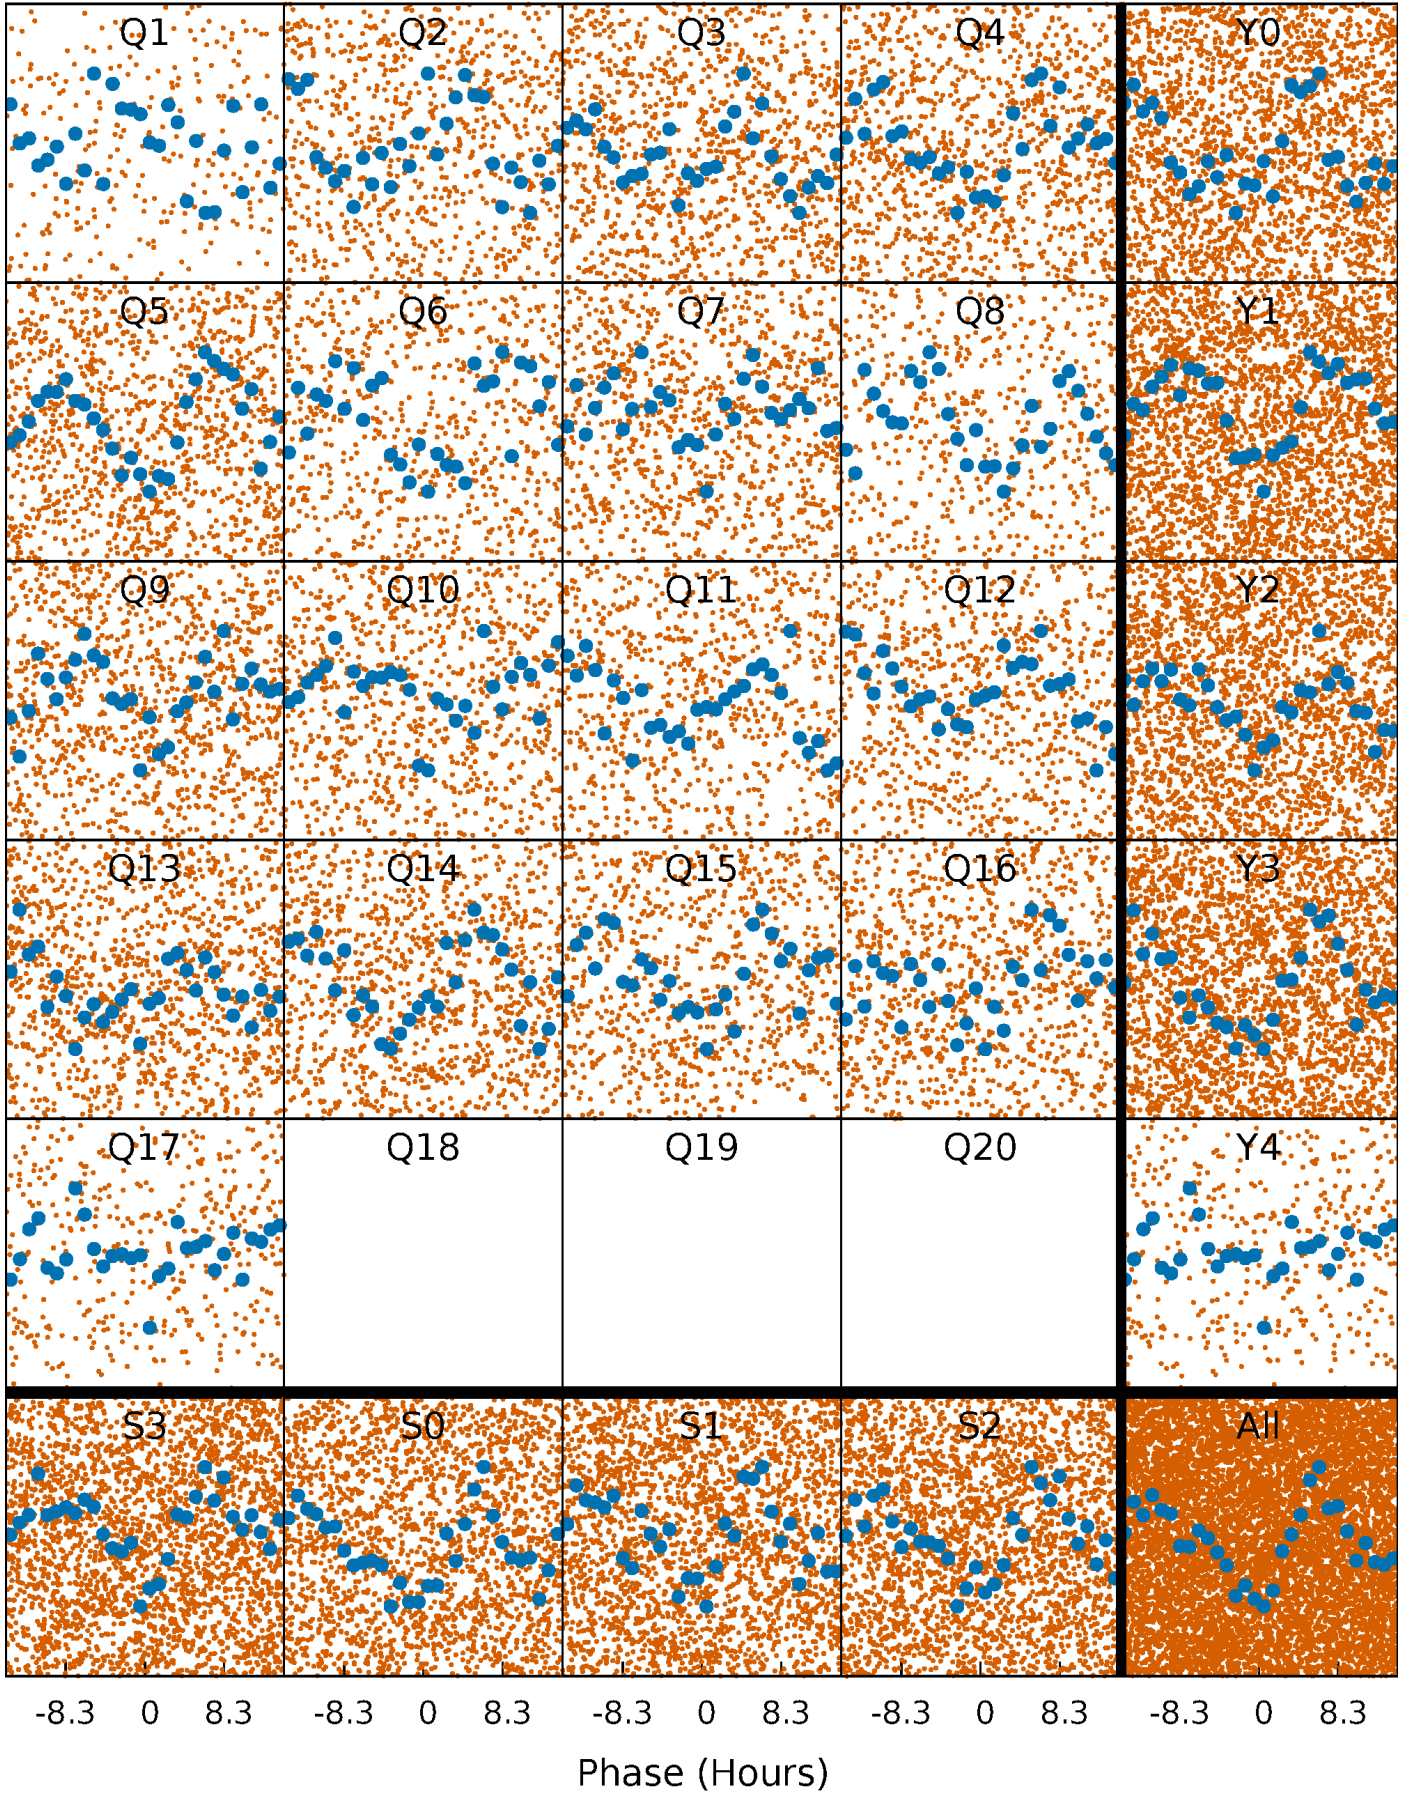 Q1 Q2 Q3 Q4 Y0
Q5 Q6 Q7 Q8 Y1
Q9 Q10 Q11 Q12 Y2
Q13 Q14 Q15 Q16 Y3
Q17 Q18 Q19 Q20 Y4
S3 S0 S1 S2 All
-8.3 0 8.3 -8.3 0 8.3 -8.3 0 8.3 -8.3 0 8.3 -8.3 0 8.3
Phase (Hours)